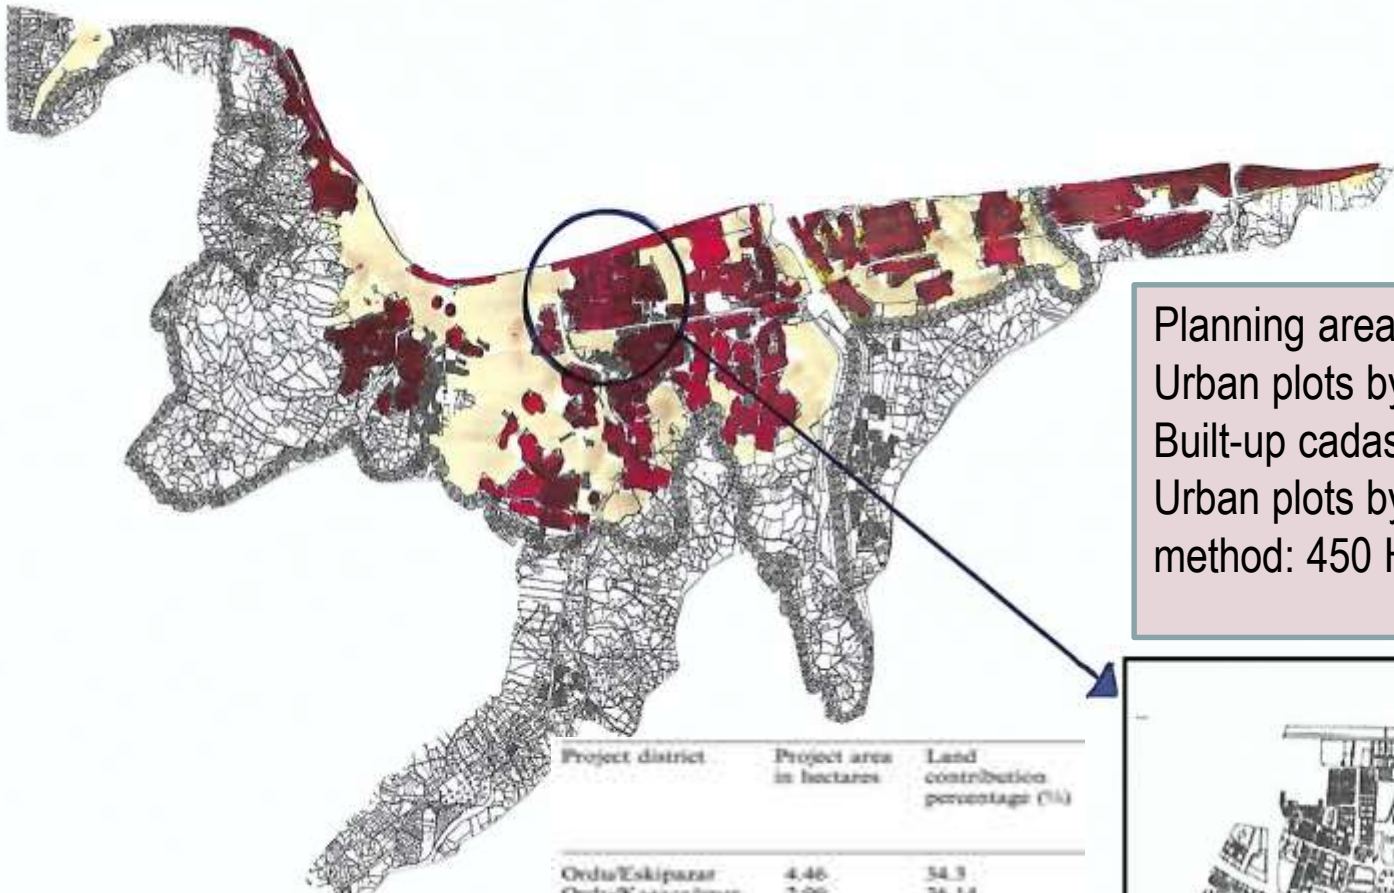 Planning area
Urban plots by
Built-up cadas
Urban plots by
method: 450 H
Project district
Project area
in hectares
Land
contribution
percentage (%)
Ordu/Eskipazar 4.46 34.3